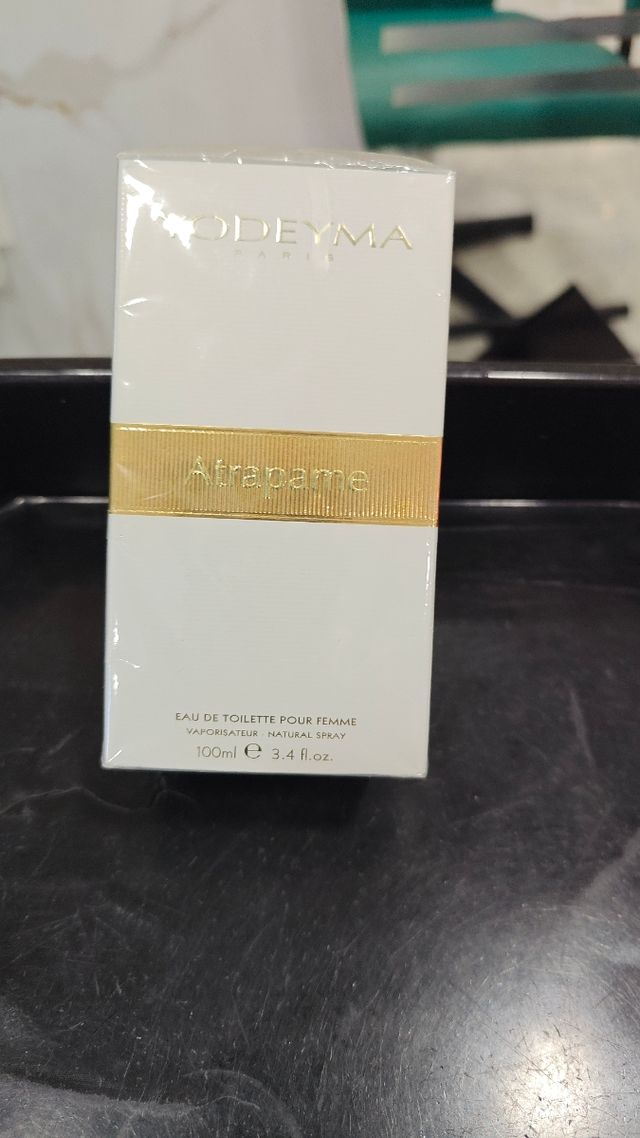 YODEYMA
PARIS
Atrapame
EAU DE TOILETTE POUR FEMME
VAPORISATEUR · NATURAL SPRAY
100ml e 3.4 fl.oz.